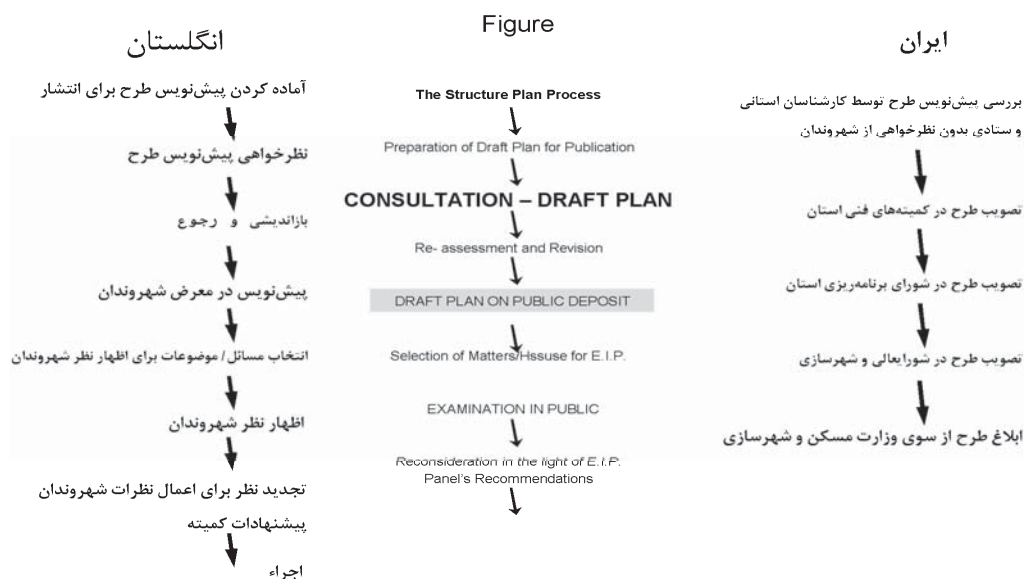 Figure
انگلستان
آماده کردن پیش‌نویس طرح برای انتشار
نظرخواهی پیش‌نویس طرح
بازاندیشی و رجوع
پیش‌نویس در معرض شهروندان
انتخاب مسائل/ موضوعات برای اظهار نظر شهروندان
اظهار نظر شهروندان
تجدید نظر برای اعمال نظرات شهروندان
پیشنهادات کمیته
اجراء
The Structure Plan Process
Preparation of Draft Plan for Publication
CONSULTATION – DRAFT PLAN
Re- assessment and Revision
DRAFT PLAN ON PUBLIC DEPOSIT
Selection of Matters/Hssuse for E.I.P.
EXAMINATION IN PUBLIC
Reconsideration in the light of E.I.P.
Panel's Recommendations
ایران
بررسی پیش‌نویس طرح توسط کارشناسان استانی
و ستادی بدون نظرخواهی از شهروندان
تصویب طرح در کمیته‌های فنی استان
تصویب طرح در شورای برنامه‌ریزی استان
تصویب طرح در شورایعالی و شهرسازی
ابلاغ طرح از سوی وزارت مسکن و شهرسازی